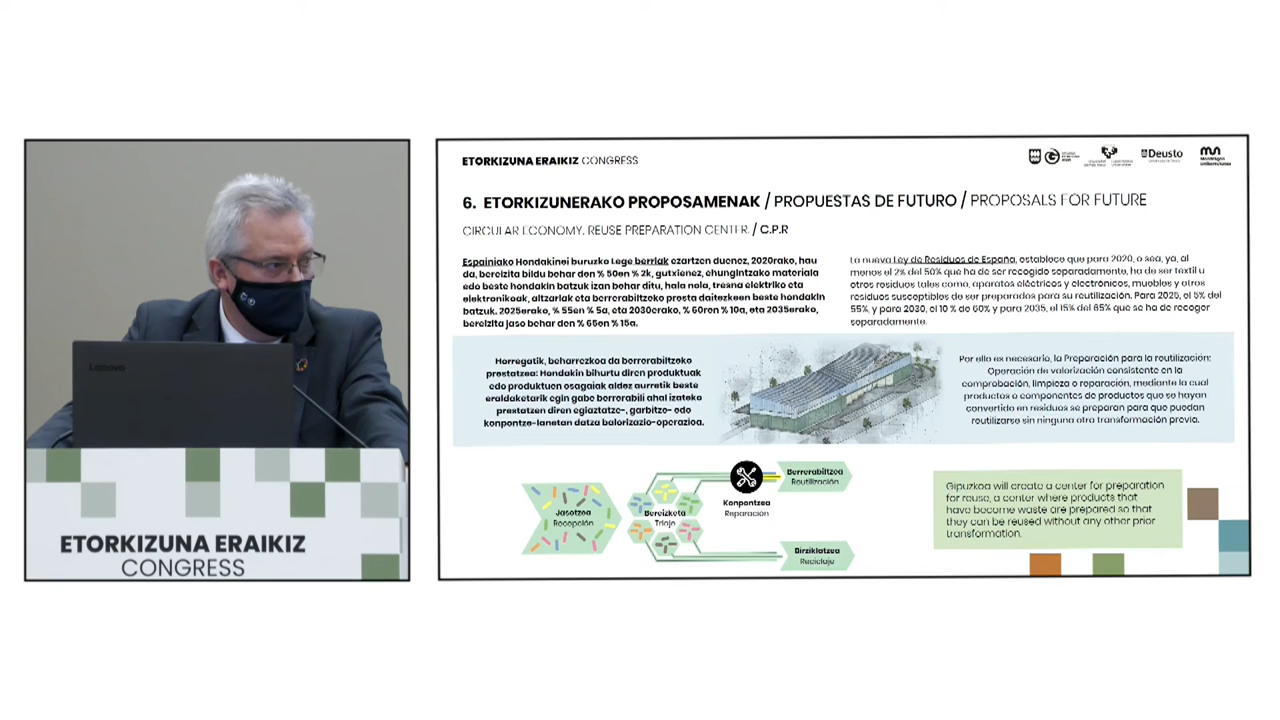 Lenovo
ETORKIZUNA ERAIKIZ
CONGRESS
ETORKIZUNA ERAIKIZ CONGRESS
Deusto
6. ETORKIZUNERAKO PROPOSAMENAK / PROPUESTAS DE FUTURO / PROPOSALS FOR FUTURE
CIRCULAR ECONOMY. REUSE PREPARATION CENTER. / C.P.R
Espainiako Hondakinei buruzko Lege berriak ezartzen duenez, 2020rako, hau
da, bereizita bildu behar den % 50en % 2k, gutxienez, ehungintzako materiala
edo beste hondakin batzuk izan behar ditu, hala nola, tresna elektriko eta
elektronikoak, altzariak eta berrerabiltzeko presta daitezkeen beste hondakin
batzuk. 2025erako, % 55en % 5a, eta 2030erako, % 60ren % 10a, eta 2035erako,
bereizita jaso behar den % 65en % 15a.
La nueva Ley de Residuos de España, establece que para 2020, o sea, ya, al
menos el 2% del 50% que ha de ser recogido separadamente, ha de ser textil u
otros residuos tales como, aparatos eléctricos y electrónicos, muebles y otros
residuos susceptibles de ser preparados para su reutilización. Para 2025, el 5% del
55%, y para 2030, el 10 % de 60% y para 2035, el 15% del 65% que se ha de recoger
separadamente.
Horregatik, beharrezkoa da berrerabiltzeko
prestatzea: Hondakin bihurtu diren produktuak
edo produktuen osagaiak aldez aurretik beste
eraldaketarik egin gabe berrerabili ahal izateko
prestatzen diren egiaztatze-, garbitze- edo
konpontze-lanetan datza balorizazio-operazioa.
Por ello es necesario, la Preparación para la reutilización:
Operación de valorización consistente en la
comprobación, limpieza o reparación, mediante la cual
productos o componentes de productos que se hayan
convertido en residuos se preparan para que puedan
reutilizarse sin ninguna otra transformación previa.
Jasotzea
Recepción
Bereizketa
Triaje
Konpontzea
Reparación
Berrerabiltzea
Reutilización
Birziklatzea
Reciclaje
Gipuzkoa will create a center for preparation
for reuse, a center where products that
have become waste are prepared so that
they can be reused without any other prior
transformation.